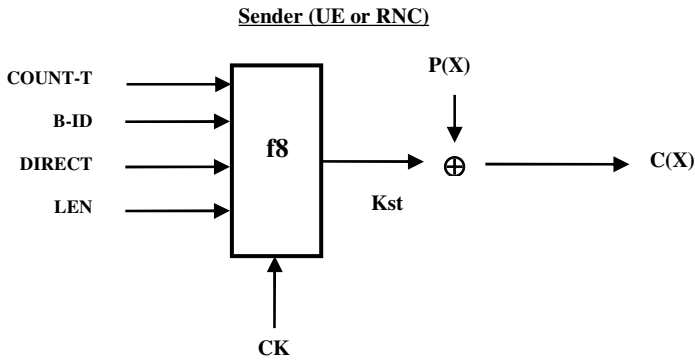 Sender (UE or RNC)
COUNT-T
P(X)
B-ID
f8
DIRECT
C(X)
LEN
Kst
CK